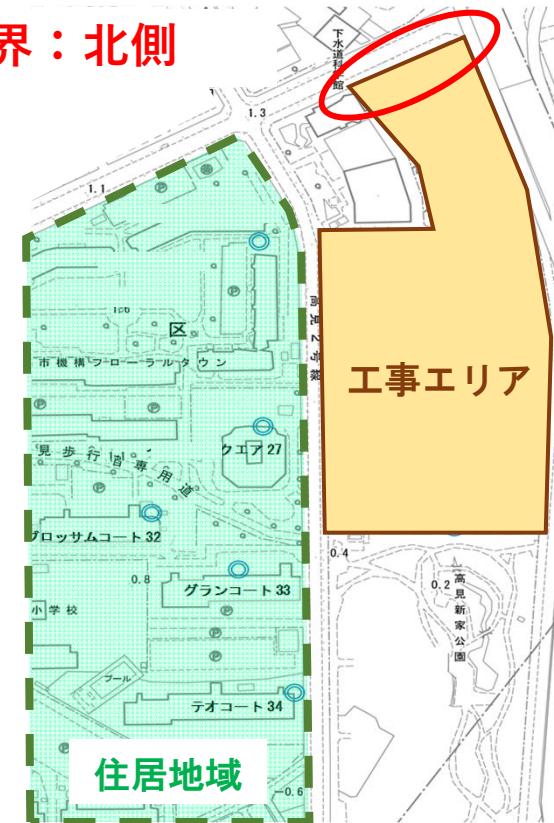 界：北側
下水道科学館
1.3
1.1
区
市機構フローラルタウン
高見2号線
工事エリア
クエア27
見歩行者専用道
ブロッサムコート32
0.4
0.8
グランコート33
0.2
高見新家公園
小学校
プール
テオコート34
住居地域
-0.6